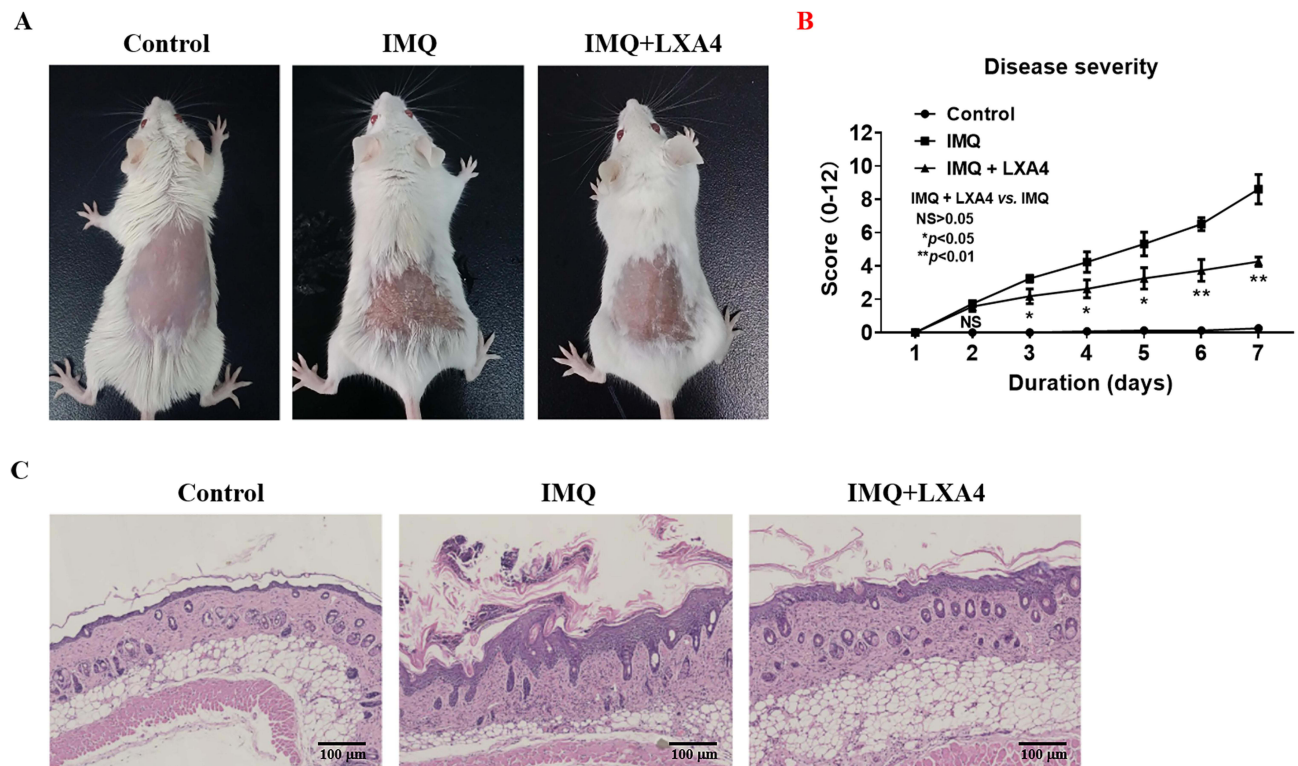 A
Control
IMQ
IMQ+LXA4
B
Disease severity
Control
IMQ
IMQ + LXA4
IMQ + LXA4 vs. IMQ
NS>0.05
*p<0.05
**p<0.01
Score (0-12)
12
10
8
6
4
2
0
NS
*
*
*
**
**
1 2 3 4 5 6 7
Duration (days)
C
Control
IMQ
IMQ+LXA4
100 μm
100 μm
100 μm